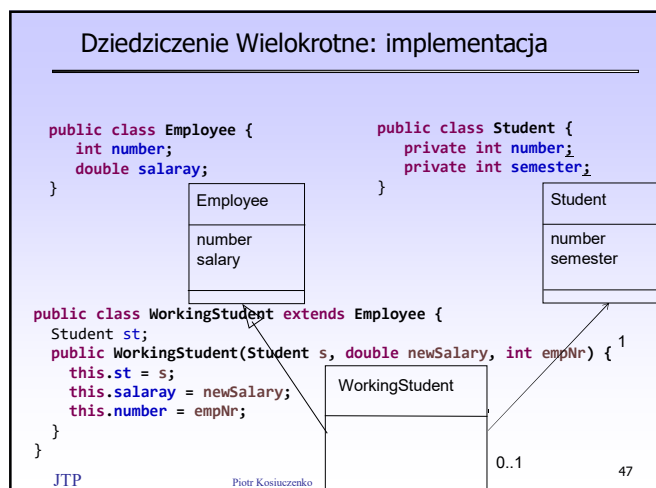 Dziedziczenie Wielokrotne: implementacja
public class Employee {
int number;
double salaray;
}
public class Student {
private int number;
private int semester;
}
Employee
number
salary
Student
number
semester
public class WorkingStudent extends Employee {
Student st;
public WorkingStudent(Student s, double newSalary, int empNr) {
this.st = s;
this.salaray = newSalary;
this.number = empNr;
}
}
1
WorkingStudent
0..1
JTP
Piotr Kosiuczenko
47